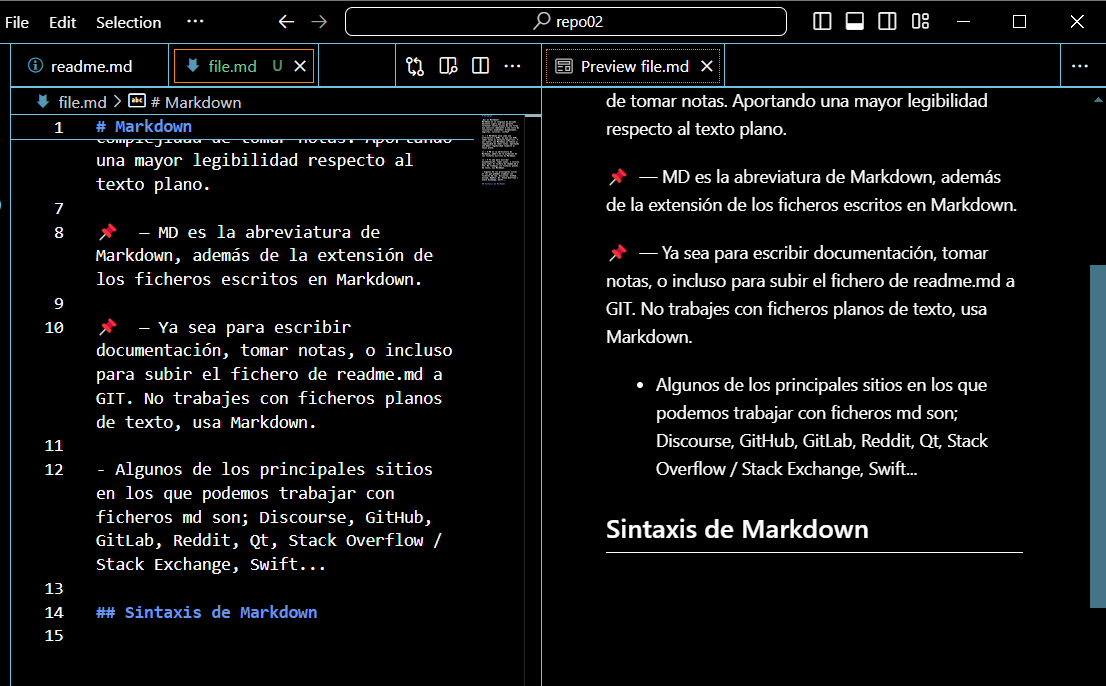 File Edit Selection ··· repo02
readme.md file.md U Preview file.md
file.md > # Markdown
1 # Markdown
complejidad de tomar notas. Aportando
una mayor legibilidad respecto al
texto plano.
7
8 📌 — MD es la abreviatura de
Markdown, además de la extensión de
los ficheros escritos en Markdown.
9
10 📌 — Ya sea para escribir
documentación, tomar notas, o incluso
para subir el fichero de readme.md a
GIT. No trabajes con ficheros planos
de texto, usa Markdown.
11
12 - Algunos de los principales sitios
en los que podemos trabajar con
ficheros md son; Discourse, GitHub,
GitLab, Reddit, Qt, Stack Overflow /
Stack Exchange, Swift...
13
14 ## Sintaxis de Markdown
15
de tomar notas. Aportando una mayor legibilidad
respecto al texto plano.
📌 — MD es la abreviatura de Markdown, además
de la extensión de los ficheros escritos en Markdown.
📌 — Ya sea para escribir documentación, tomar
notas, o incluso para subir el fichero de readme.md a
GIT. No trabajes con ficheros planos de texto, usa
Markdown.
• Algunos de los principales sitios en los que
podemos trabajar con ficheros md son;
Discourse, GitHub, GitLab, Reddit, Qt, Stack
Overflow / Stack Exchange, Swift...
Sintaxis de Markdown